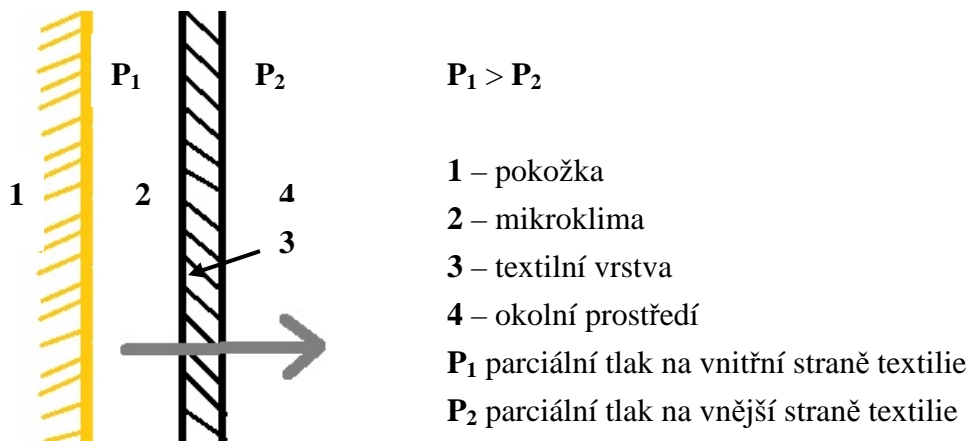 P₁ P₂ P₁ > P₂
1 – pokožka
1 2 4 2 – mikroklima
3 3 – textilní vrstva
4 – okolní prostředí
P₁ parciální tlak na vnitřní straně textilie
P₂ parciální tlak na vnější straně textilie